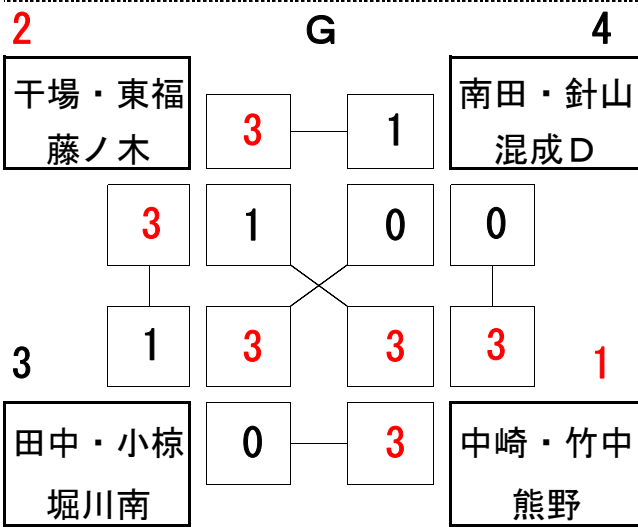 2 G 4
干場・東福 南田・針山
藤ノ木 3 1 混成D
3 1 0 0
1 3 3 3
3 1
田中・小椋 0 3 中崎・竹中
堀川南 熊野